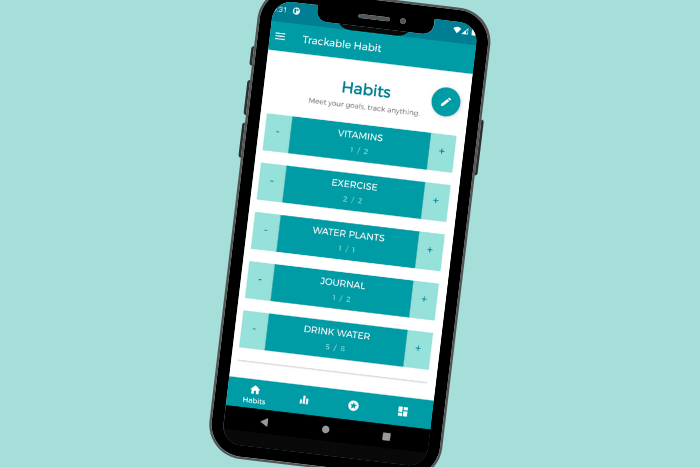 :31
Trackable Habit
Habits
Meet your goals, track anything.
- VITAMINS +
1 / 2
- EXERCISE +
2 / 2
- WATER PLANTS +
1 / 1
- JOURNAL +
1 / 2
- DRINK WATER +
5 / 8
Habits